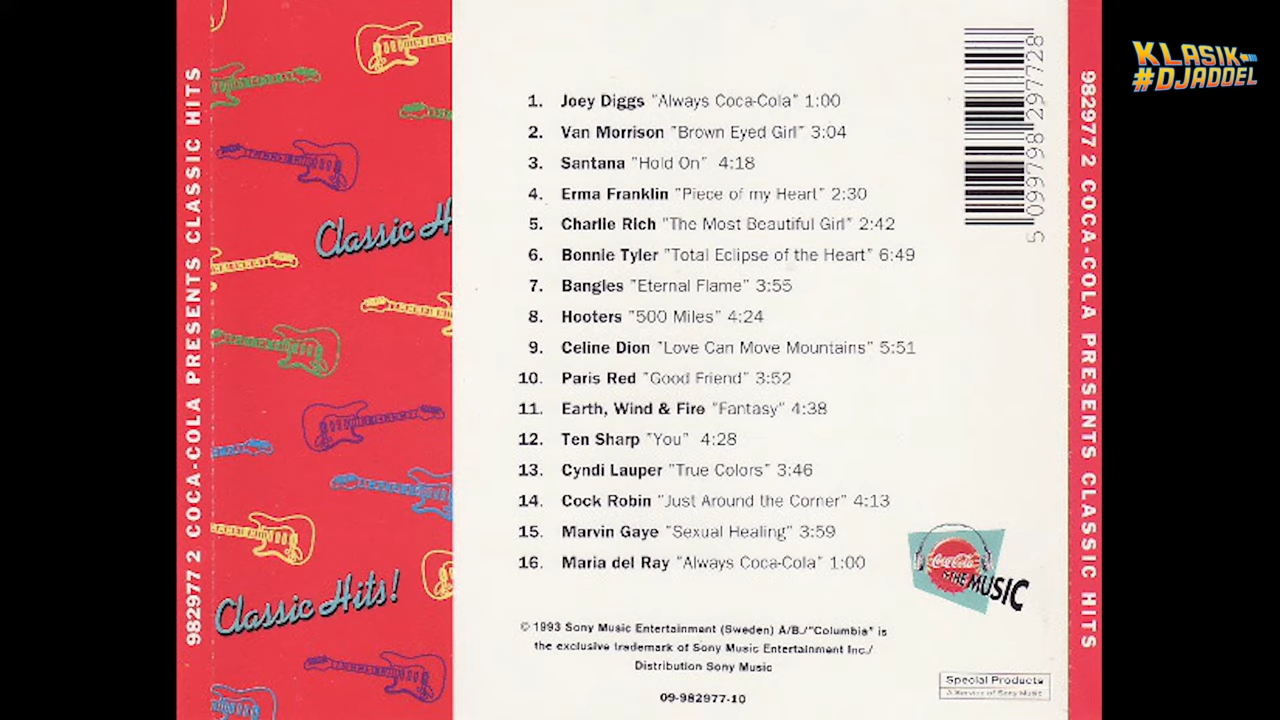 982977 2 COCA-COLA PRESENTS CLASSIC HITS
Classic H
Classic Hits!
1. Joey Diggs "Always Coca-Cola" 1:00
2. Van Morrison "Brown Eyed Girl" 3:04
3. Santana "Hold On" 4:18
4. Erma Franklin "Piece of my Heart" 2:30
5. Charlie Rich "The Most Beautiful Girl" 2:42
6. Bonnie Tyler "Total Eclipse of the Heart" 6:49
7. Bangles "Eternal Flame" 3:55
8. Hooters "500 Miles" 4:24
9. Celine Dion "Love Can Move Mountains" 5:51
10. Paris Red "Good Friend" 3:52
11. Earth, Wind & Fire "Fantasy" 4:38
12. Ten Sharp "You" 4:28
13. Cyndi Lauper "True Colors" 3:46
14. Cock Robin "Just Around the Corner" 4:13
15. Marvin Gaye "Sexual Healing" 3:59
16. Maria del Ray "Always Coca-Cola" 1:00
© 1993 Sony Music Entertainment (Sweden) A/B./"Columbia" is
the exclusive trademark of Sony Music Entertainment Inc./
Distribution Sony Music
09-982977-10
5 099798 297728
Coca-Cola
IS THE MUSIC
Special Products
A Service of Sony Music
982977 2 COCA-COLA PRESENTS CLASSIC HITS
KLASIK
#DJADDEL